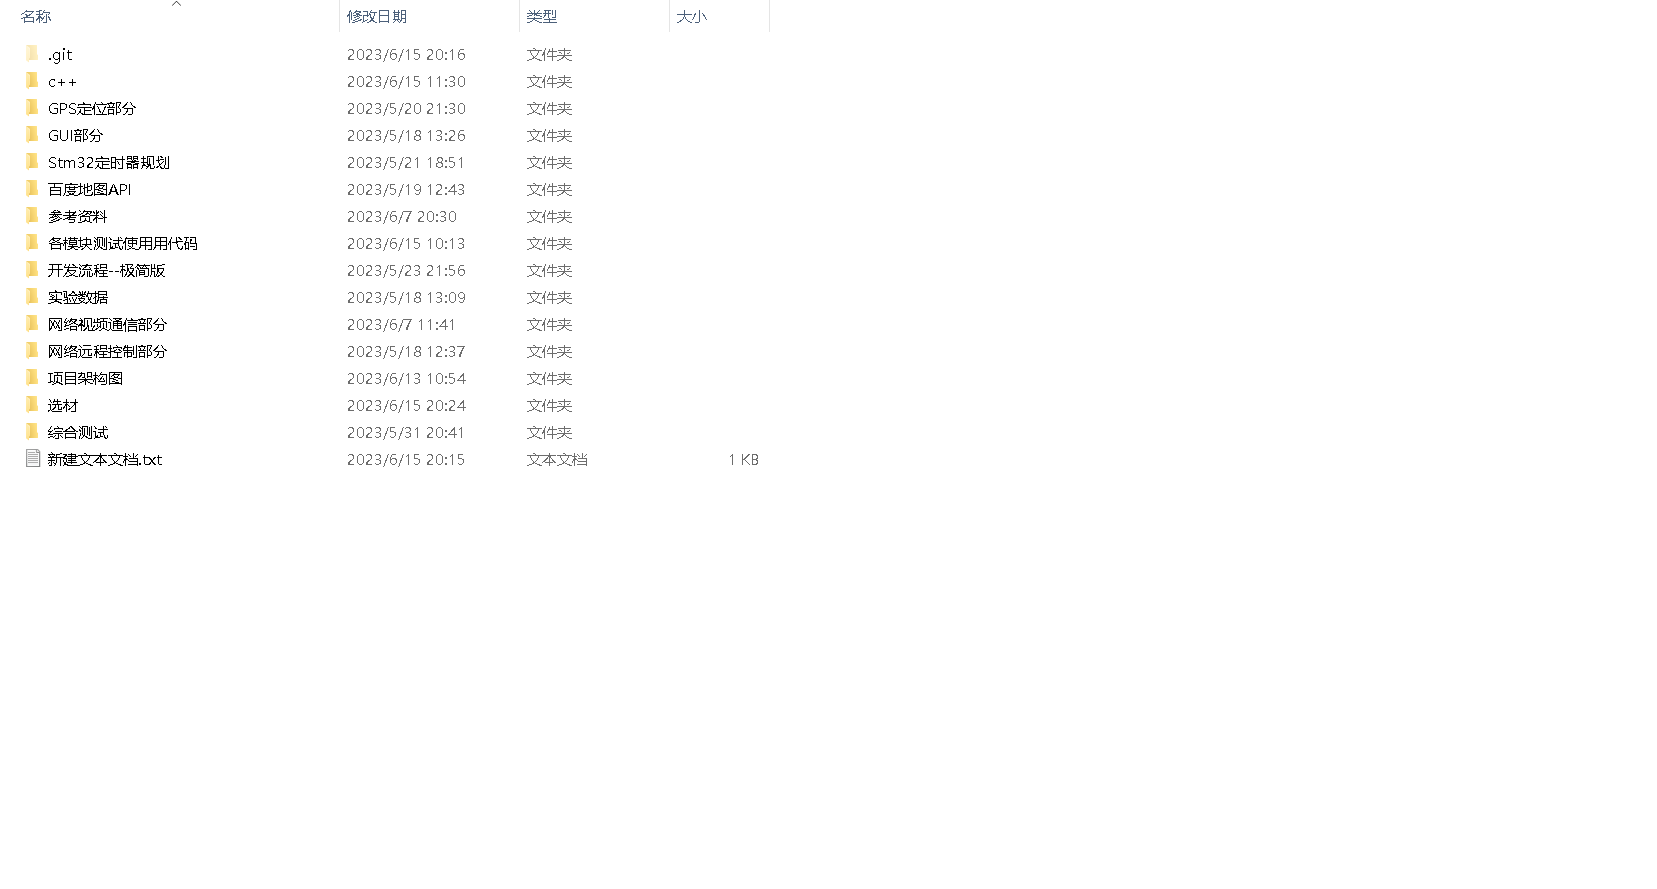 名称 修改日期 类型 大小
.git 2023/6/15 20:16 文件夹
c++ 2023/6/15 11:30 文件夹
GPS定位部分 2023/5/20 21:30 文件夹
GUI部分 2023/5/18 13:26 文件夹
Stm32定时器规划 2023/5/21 18:51 文件夹
百度地图API 2023/5/19 12:43 文件夹
参考资料 2023/6/7 20:30 文件夹
各模块测试使用用代码 2023/6/15 10:13 文件夹
开发流程--极简版 2023/5/23 21:56 文件夹
实验数据 2023/5/18 13:09 文件夹
网络视频通信部分 2023/6/7 11:41 文件夹
网络远程控制部分 2023/5/18 12:37 文件夹
项目架构图 2023/6/13 10:54 文件夹
选材 2023/6/15 20:24 文件夹
综合测试 2023/5/31 20:41 文件夹
新建文本文档.txt 2023/6/15 20:15 文本文档 1 KB